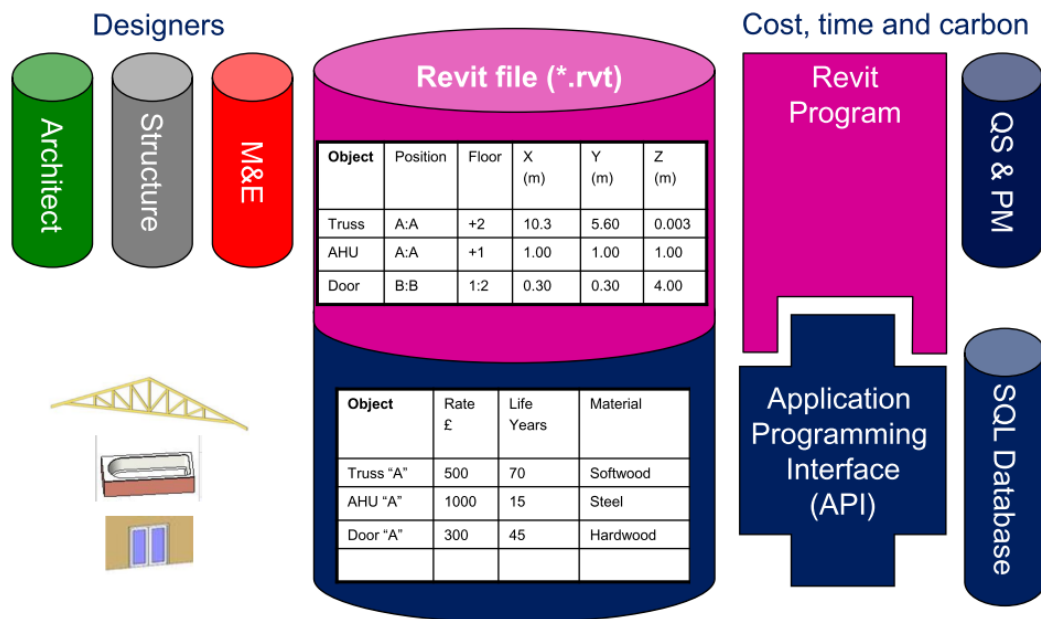 Designers
Cost, time and carbon
Architect
Structure
M&E
Revit file (*.rvt)
Object Position Floor X (m) Y (m) Z (m)
Truss A:A +2 10.3 5.60 0.003
AHU A:A +1 1.00 1.00 1.00
Door B:B 1:2 0.30 0.30 4.00
Object Rate £ Life Years Material
Truss “A” 500 70 Softwood
AHU “A” 1000 15 Steel
Door “A” 300 45 Hardwood
Revit
Program
Application
Programming
Interface
(API)
QS & PM
SQL Database